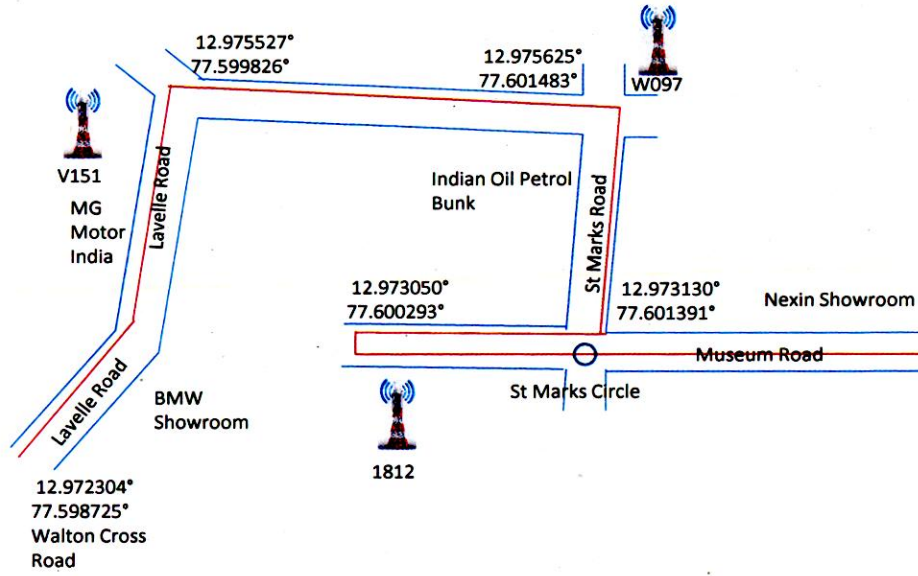 12.975527°
77.599826°
12.975625°
77.601483°
W097
V151
MG
Motor
India
Lavelle Road
Indian Oil Petrol
Bunk
St Marks Road
12.973050°
77.600293°
12.973130°
77.601391°
Nexin Showroom
Museum Road
St Marks Circle
Lavelle Road
BMW
Showroom
1812
12.972304°
77.598725°
Walton Cross
Road